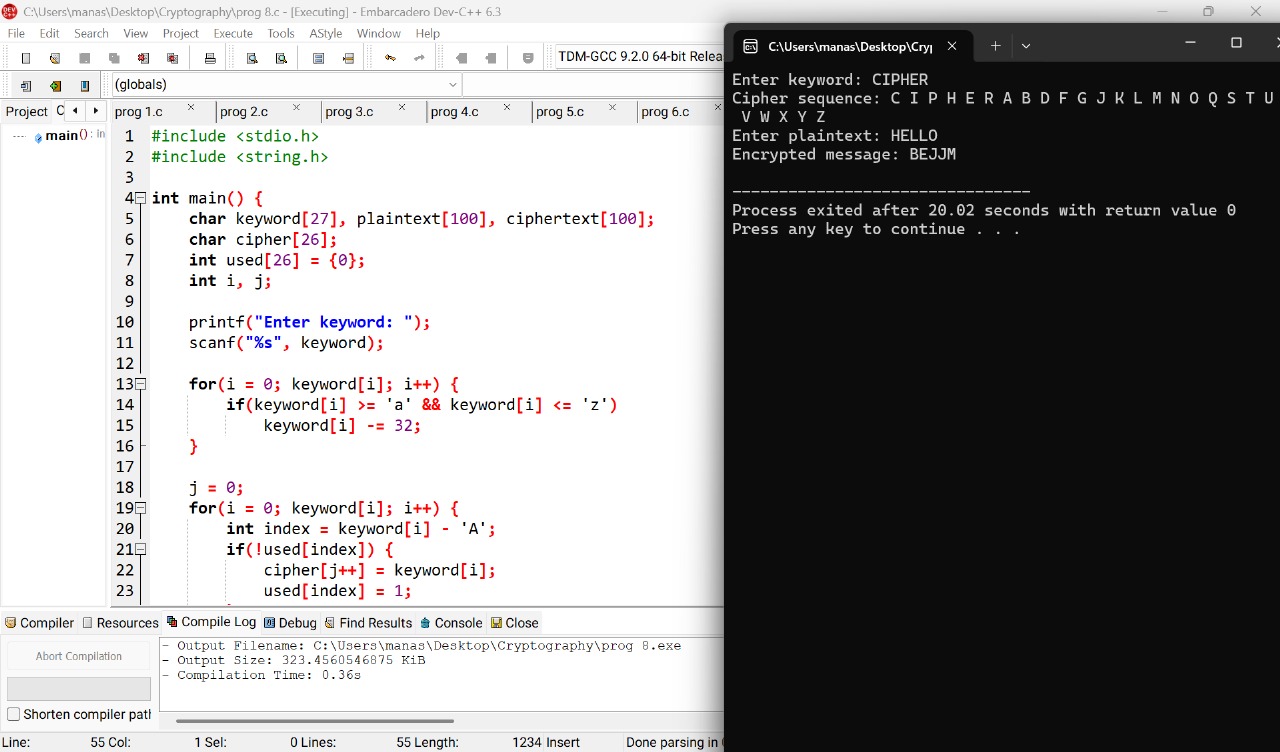 C:\Users\manas\Desktop\Cryptography\prog 8.c - [Executing] - Embarcadero Dev-C++ 6.3
File Edit Search View Project Execute Tools AStyle Window Help
TDM-GCC 9.2.0 64-bit Relea
(globals)
Project C
prog 1.c prog 2.c prog 3.c prog 4.c prog 5.c prog 6.c
main() : in
1 #include <stdio.h>
2 #include <string.h>
3
4 int main() {
5 char keyword[27], plaintext[100], ciphertext[100];
6 char cipher[26];
7 int used[26] = {0};
8 int i, j;
9
10 printf("Enter keyword: ");
11 scanf("%s", keyword);
12
13 for(i = 0; keyword[i]; i++) {
14 if(keyword[i] >= 'a' && keyword[i] <= 'z')
15 keyword[i] -= 32;
16 }
17
18 j = 0;
19 for(i = 0; keyword[i]; i++) {
20 int index = keyword[i] - 'A';
21 if(!used[index]) {
22 cipher[j++] = keyword[i];
23 used[index] = 1;
Compiler Resources Compile Log Debug Find Results Console Close
Abort Compilation
Shorten compiler path
- Output Filename: C:\Users\manas\Desktop\Cryptography\prog 8.exe
- Output Size: 323.4560546875 KiB
- Compilation Time: 0.36s
Line: 55 Col: 1 Sel: 0 Lines: 55 Length: 1234 Insert Done parsing in
C:\Users\manas\Desktop\Cry
Enter keyword: CIPHER
Cipher sequence: C I P H E R A B D F G J K L M N O Q S T U
V W X Y Z
Enter plaintext: HELLO
Encrypted message: BEJJM
--------------------------------
Process exited after 20.02 seconds with return value 0
Press any key to continue . . .